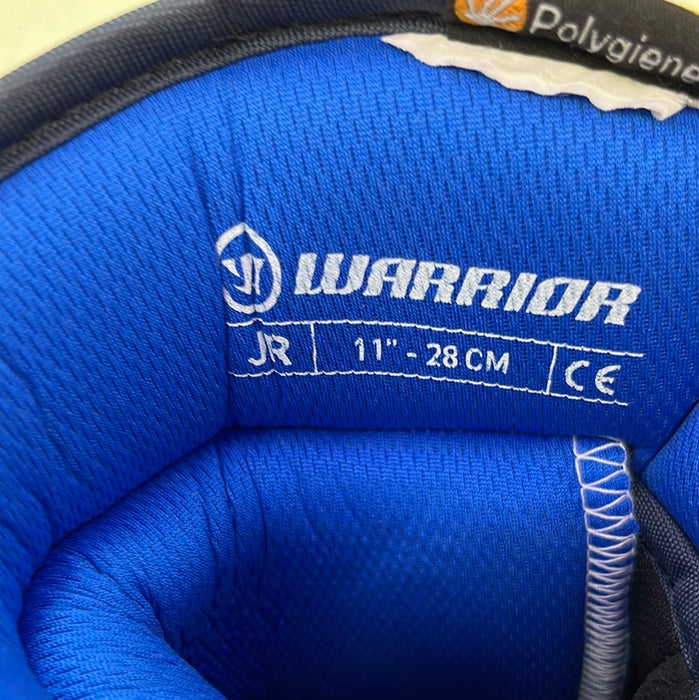 Polygiene
WARRIOR
JR 11" - 28 CM CE